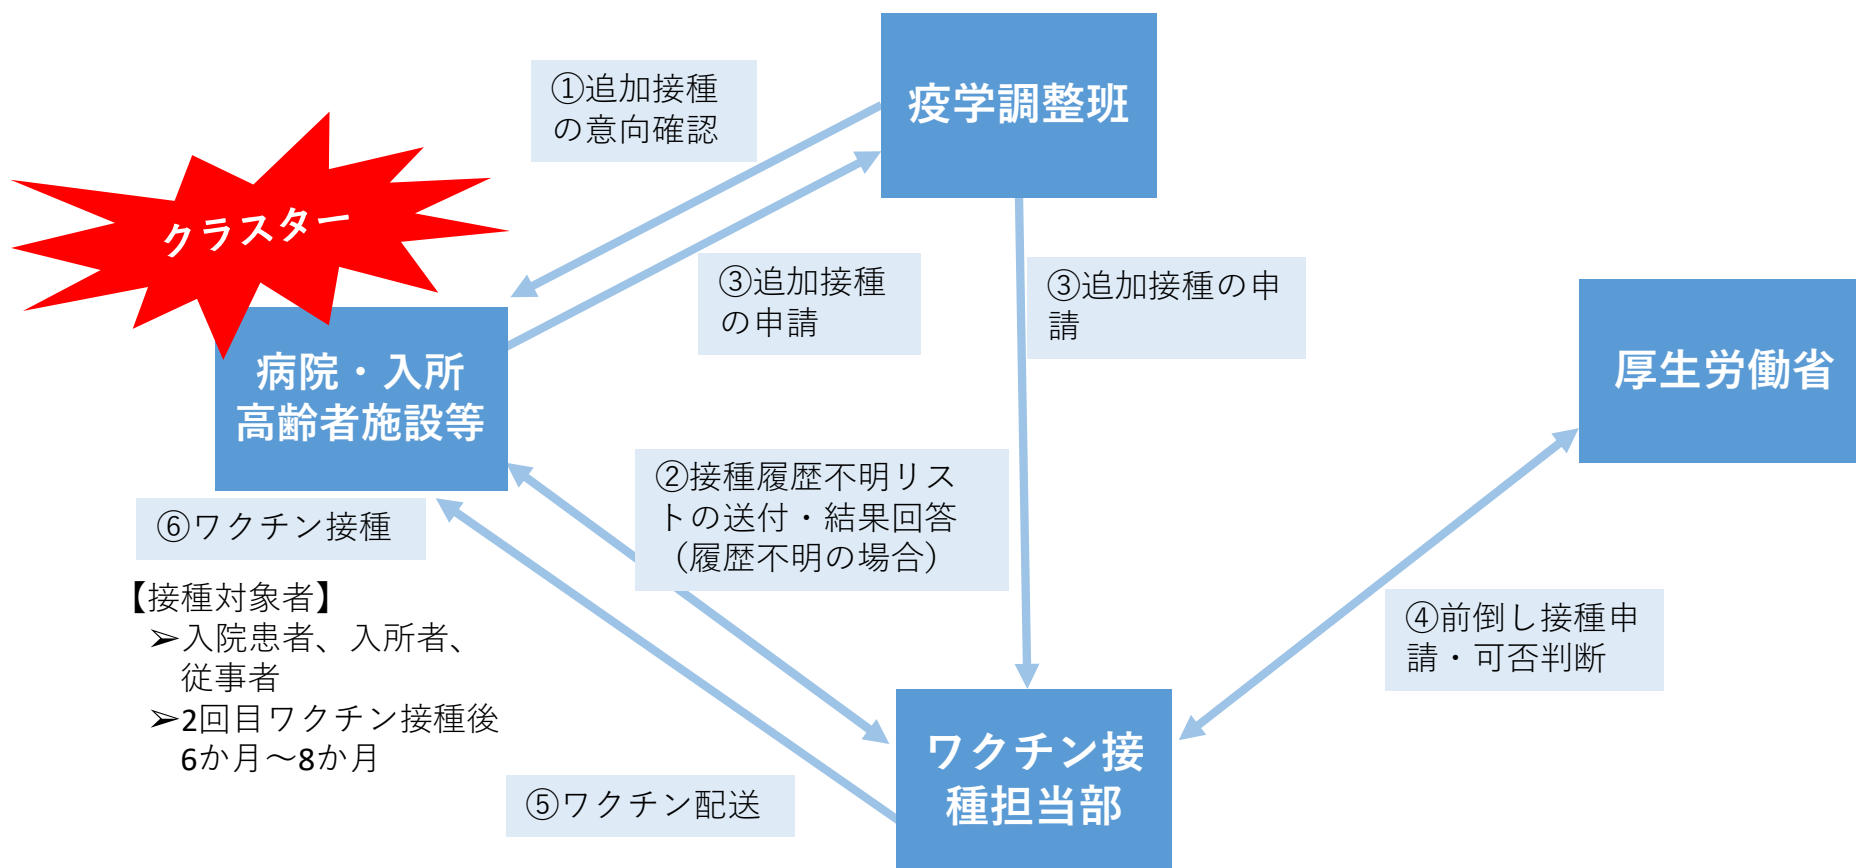 疫学調整班
①追加接種
の意向確認
クラスター
③追加接種
の申請
③追加接種の申
請
厚生労働省
病院・入所
高齢者施設等
②接種履歴不明リス
トの送付・結果回答
（履歴不明の場合）
⑥ワクチン接種
【接種対象者】
➢入院患者、入所者、
従事者
➢2回目ワクチン接種後
6か月～8か月
④前倒し接種申
請・可否判断
ワクチン接
種担当部
⑤ワクチン配送